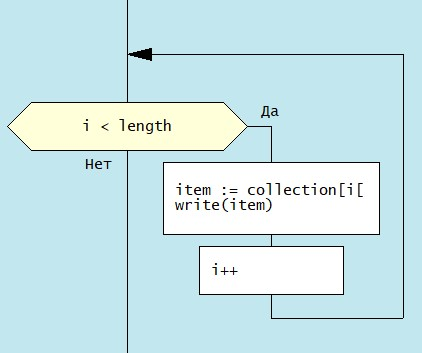 i < length
Да
Нет
item := collection[i[
write(item)
i++